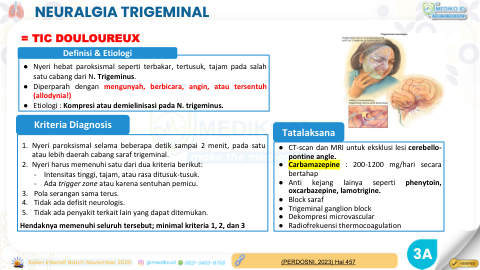 NEURALGIA TRIGEMINAL
= TIC DOULOUREUX
Definisi & Etiologi
● Nyeri hebat paroksismal seperti terbakar, tertusuk, tajam pada salah
satu cabang dari N. Trigeminus.
● Diperparah dengan mengunyah, berbicara, angin, atau tersentuh
(allodynia)
● Etiologi : Kompresi atau demielinisasi pada N. trigeminus.
Kriteria Diagnosis
1. Nyeri paroksismal selama beberapa detik sampai 2 menit, pada satu
atau lebih daerah cabang saraf trigeminal.
2. Nyeri harus memenuhi satu dari dua kriteria berikut:
- Intensitas tinggi, tajam, atau rasa ditusuk-tusuk.
- Ada trigger zone atau karena sentuhan pemicu.
3. Pola serangan sama terus.
4. Tidak ada defisit neurologis.
5. Tidak ada penyakit terkait lain yang dapat ditemukan.
Hendaknya memenuhi seluruh tersebut; minimal kriteria 1, 2, dan 3
Tatalaksana
● CT-scan dan MRI untuk eksklusi lesi cerebello-
pontine angle.
● Carbamazepine : 200-1200 mg/hari secara
bertahap
● Anti kejang lainya seperti phenytoin,
oxcarbazepine, lamotrigine.
● Block saraf
● Trigeminal ganglion block
● Dekompresi microvascular
● Radiofrekuensi thermocoagulation
(PERDOSNI, 2023) Hal 457
3A